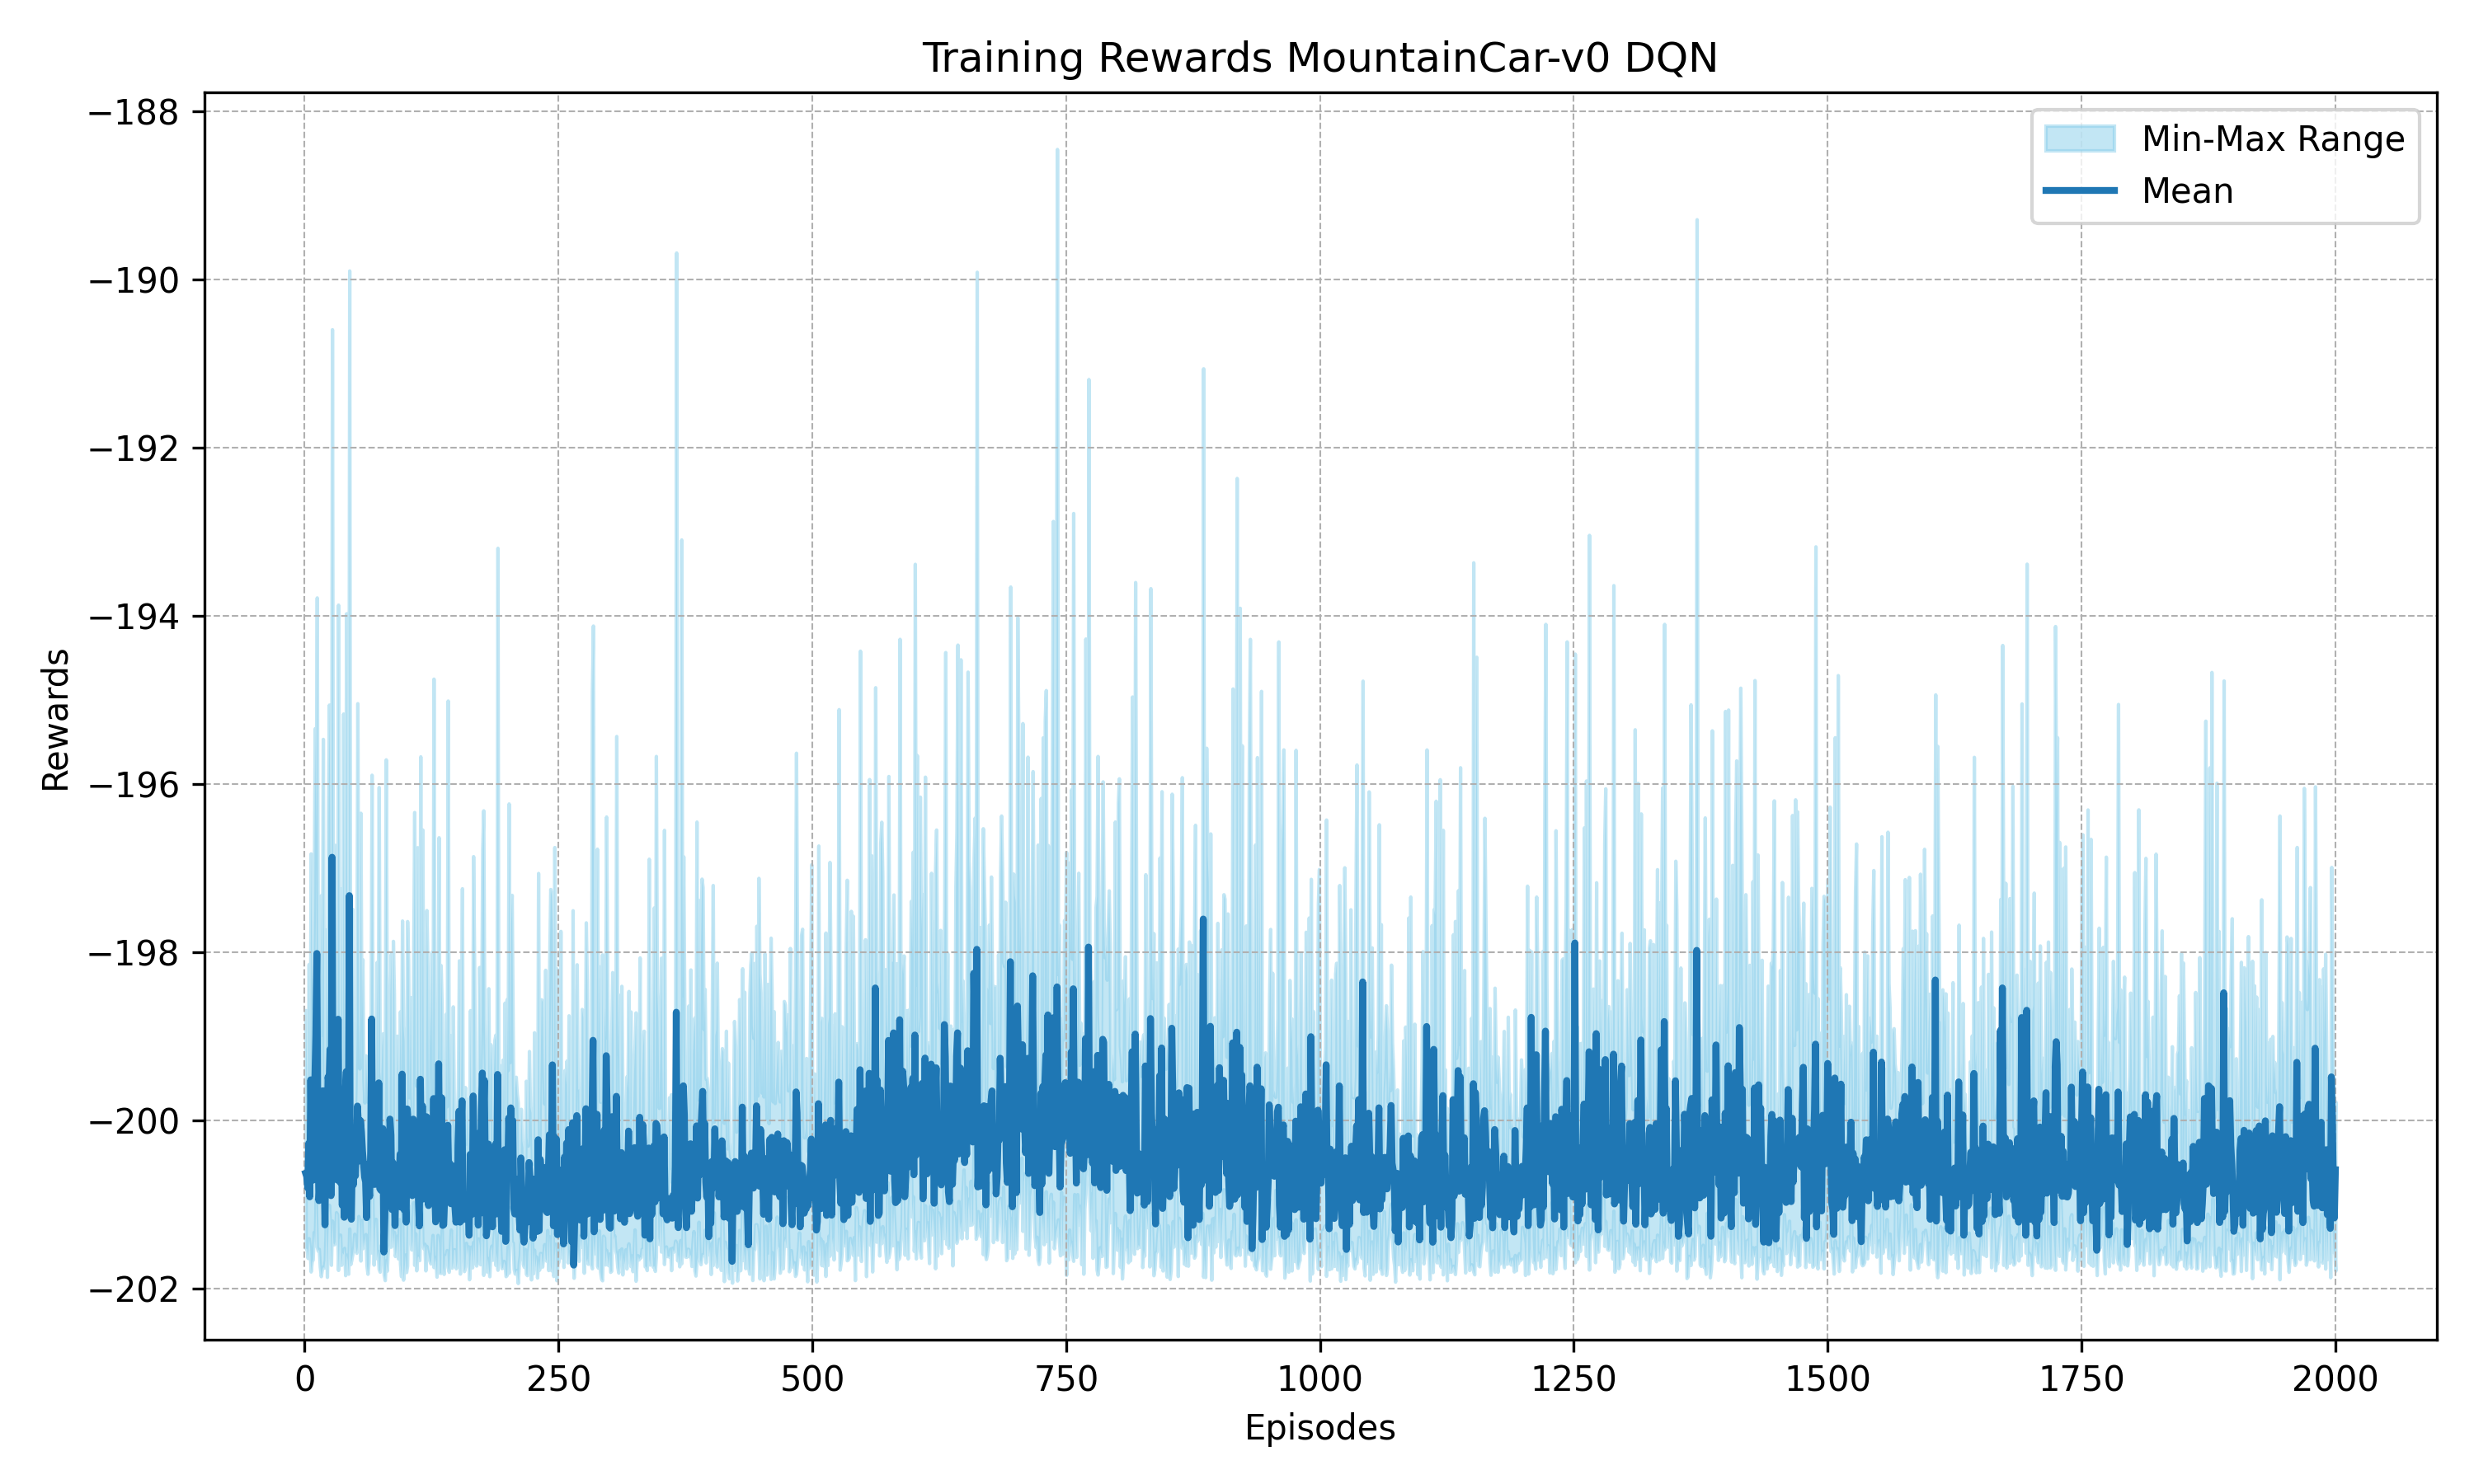 Training Rewards MountainCar-v0 DQN
Min-Max Range
Mean
Rewards
−188
−190
−192
−194
−196
−198
−200
−202
0 250 500 750 1000 1250 1500 1750 2000
Episodes